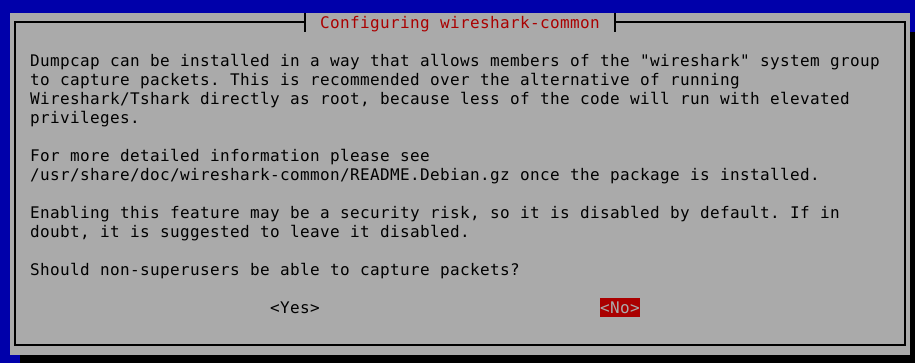 Configuring wireshark-common
Dumpcap can be installed in a way that allows members of the "wireshark" system group
to capture packets. This is recommended over the alternative of running
Wireshark/Tshark directly as root, because less of the code will run with elevated
privileges.
For more detailed information please see
/usr/share/doc/wireshark-common/README.Debian.gz once the package is installed.
Enabling this feature may be a security risk, so it is disabled by default. If in
doubt, it is suggested to leave it disabled.
Should non-superusers be able to capture packets?
<Yes> <No>